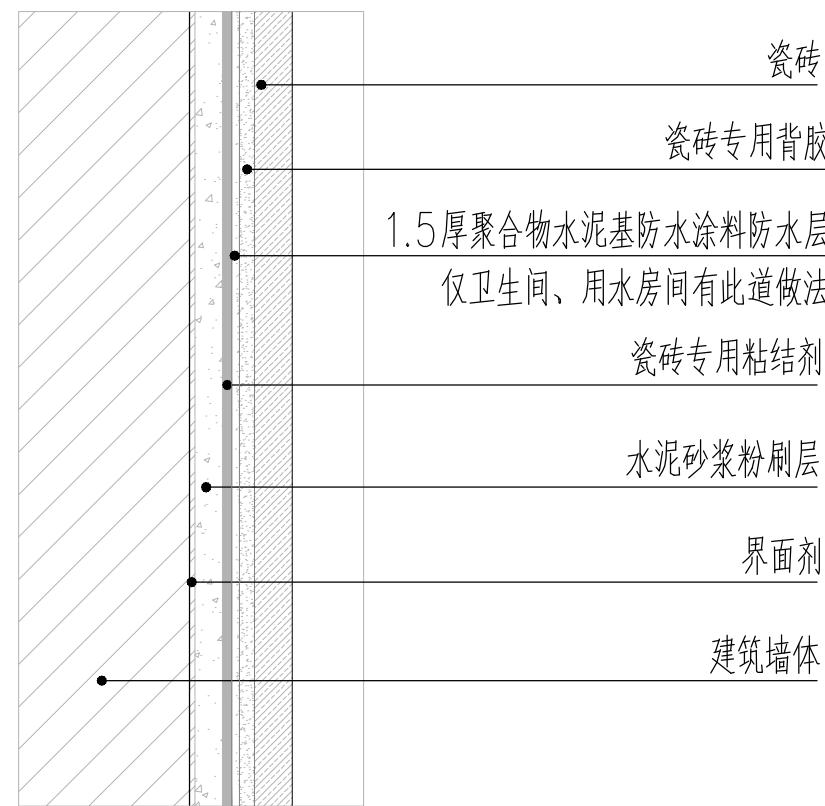 瓷砖
瓷砖专用背胶
1.5厚聚合物水泥基防水涂料防水层
仅卫生间、用水房间有此道做法
瓷砖专用粘结剂
水泥砂浆粉刷层
界面剂
建筑墙体